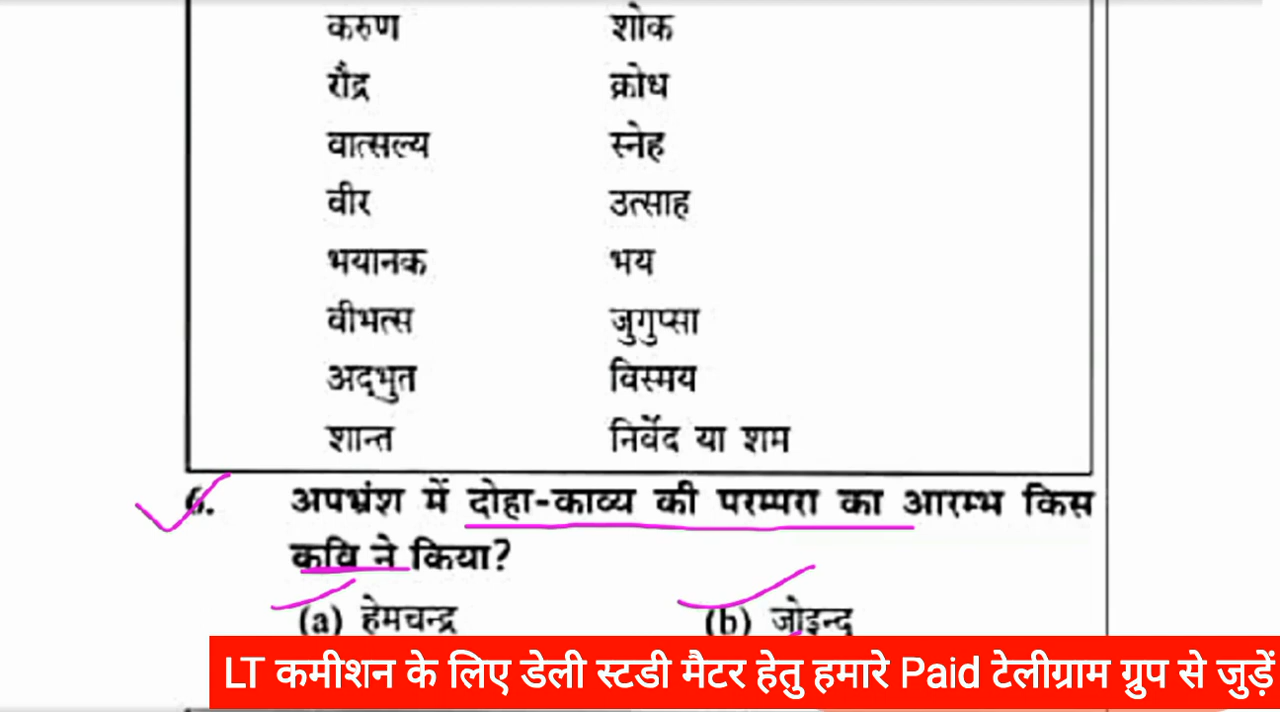 करुण शोक
रौद्र क्रोध
वात्सल्य स्नेह
वीर उत्साह
भयानक भय
वीभत्स जुगुप्सा
अद्भुत विस्मय
शान्त निर्वेद या शम
6. अपभ्रंश में दोहा-काव्य की परम्परा का आरम्भ किस
कवि ने किया?
(a) हेमचन्द्र (b) जोइन्दु
LT कमीशन के लिए डेली स्टडी मैटर हेतु हमारे Paid टेलीग्राम ग्रुप से जुड़ें